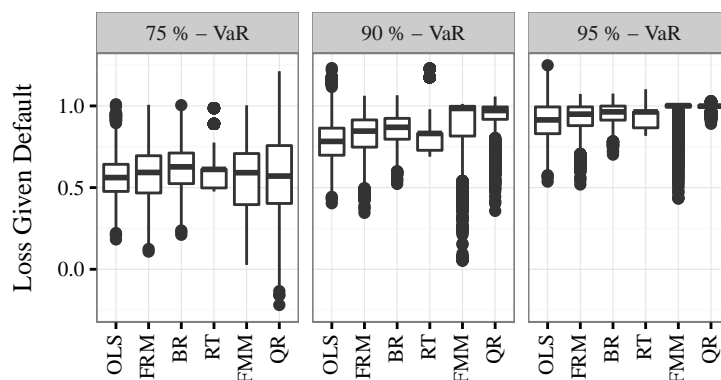 75 % – VaR
90 % – VaR
95 % – VaR
Loss Given Default
1.0
0.5
0.0
OLS
FRM
BR
RT
FMM
QR
OLS
FRM
BR
RT
FMM
QR
OLS
FRM
BR
RT
FMM
QR